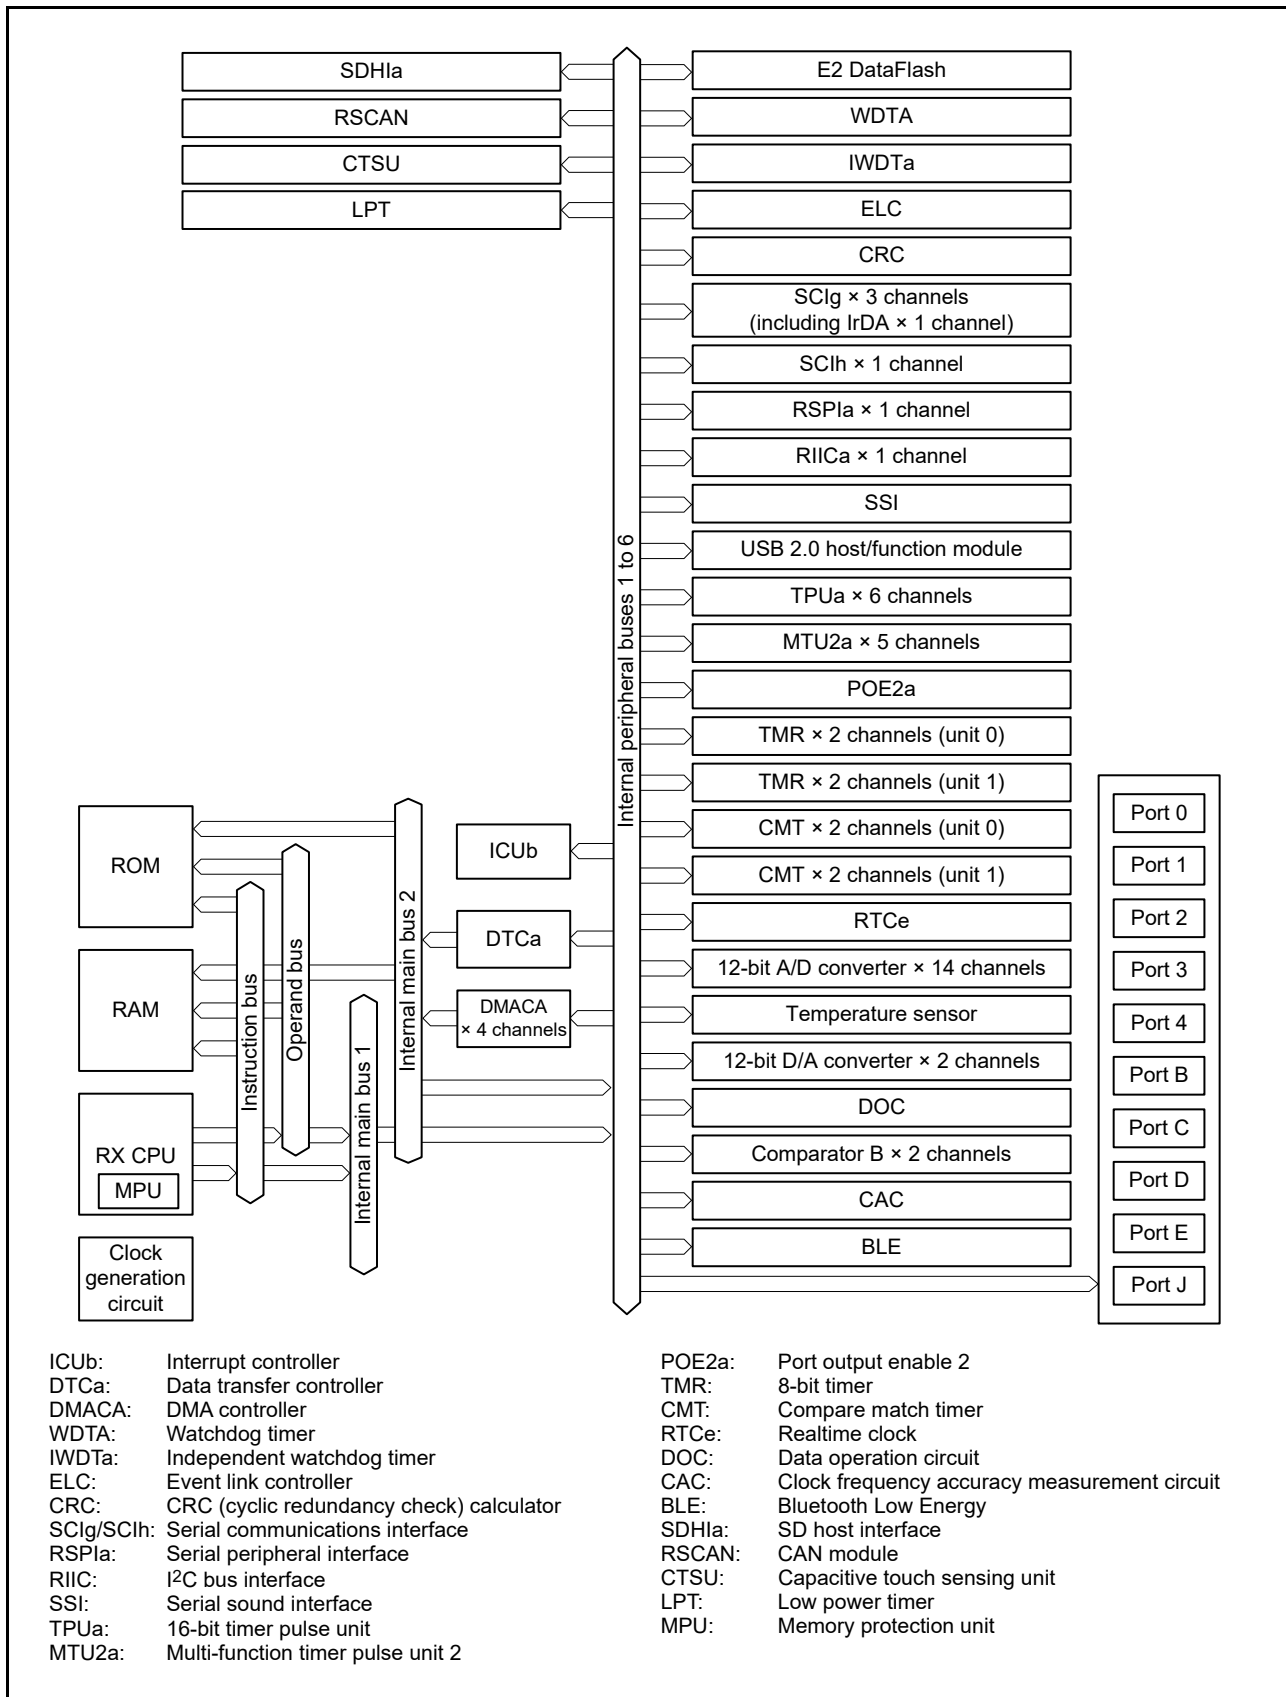 SDHIa
RSCAN
CTSU
LPT
E2 DataFlash
WDTA
IWDTa
ELC
CRC
SCIg × 3 channels
(including IrDA × 1 channel)
SCIh × 1 channel
RSPIa × 1 channel
RIICa × 1 channel
SSI
USB 2.0 host/function module
TPUa × 6 channels
MTU2a × 5 channels
POE2a
TMR × 2 channels (unit 0)
TMR × 2 channels (unit 1)
CMT × 2 channels (unit 0)
CMT × 2 channels (unit 1)
RTCe
12-bit A/D converter × 14 channels
Temperature sensor
12-bit D/A converter × 2 channels
DOC
Comparator B × 2 channels
CAC
BLE
Internal peripheral buses 1 to 6
Port 0
Port 1
Port 2
Port 3
Port 4
Port B
Port C
Port D
Port E
Port J
ROM
RAM
RX CPU
MPU
Clock
generation
circuit
Instruction bus
Operand bus
Internal main bus 1
Internal main bus 2
ICUb
DTCa
DMACA
× 4 channels
ICUb: Interrupt controller
DTCa: Data transfer controller
DMACA: DMA controller
WDTA: Watchdog timer
IWDTa: Independent watchdog timer
ELC: Event link controller
CRC: CRC (cyclic redundancy check) calculator
SCIg/SCIh: Serial communications interface
RSPIa: Serial peripheral interface
RIIC: I2C bus interface
SSI: Serial sound interface
TPUa: 16-bit timer pulse unit
MTU2a: Multi-function timer pulse unit 2
POE2a: Port output enable 2
TMR: 8-bit timer
CMT: Compare match timer
RTCe: Realtime clock
DOC: Data operation circuit
CAC: Clock frequency accuracy measurement circuit
BLE: Bluetooth Low Energy
SDHIa: SD host interface
RSCAN: CAN module
CTSU: Capacitive touch sensing unit
LPT: Low power timer
MPU: Memory protection unit